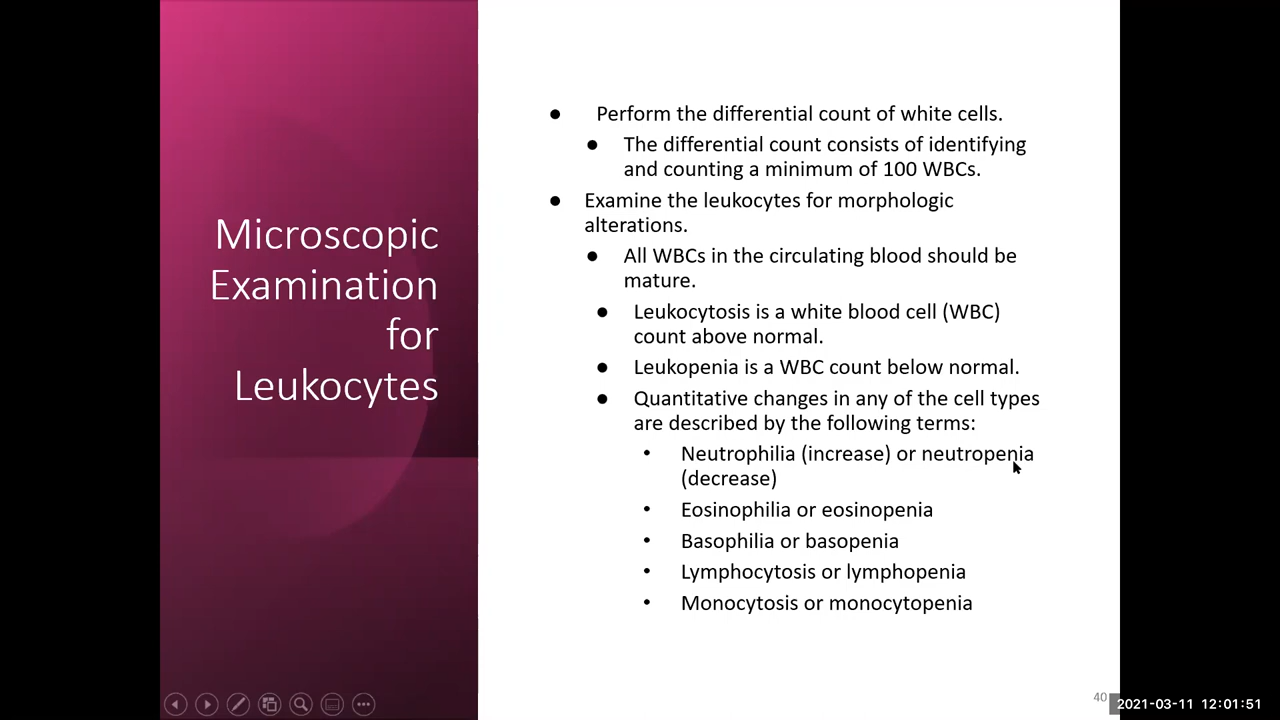 Microscopic
Examination
for
Leukocytes
● Perform the differential count of white cells.
● The differential count consists of identifying
and counting a minimum of 100 WBCs.
● Examine the leukocytes for morphologic
alterations.
● All WBCs in the circulating blood should be
mature.
● Leukocytosis is a white blood cell (WBC)
count above normal.
● Leukopenia is a WBC count below normal.
● Quantitative changes in any of the cell types
are described by the following terms:
• Neutrophilia (increase) or neutropenia
(decrease)
• Eosinophilia or eosinopenia
• Basophilia or basopenia
• Lymphocytosis or lymphopenia
• Monocytosis or monocytopenia
40
2021-03-11 12:01:51